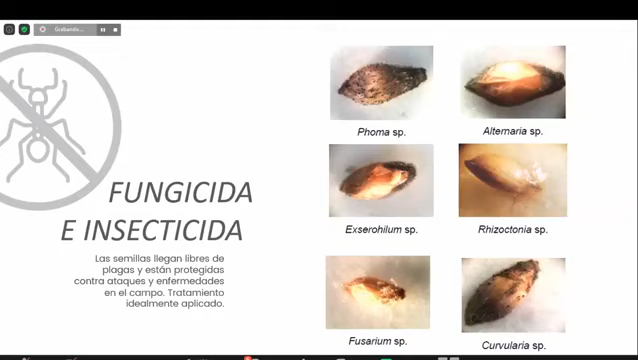 Grabando...
FUNGICIDA
E INSECTICIDA
Las semillas llegan libres de
plagas y están protegidas
contra ataques y enfermedades
en el campo. Tratamiento
idealmente aplicado.
Phoma sp.
Alternaria sp.
Exserohilum sp.
Rhizoctonia sp.
Fusarium sp.
Curvularia sp.